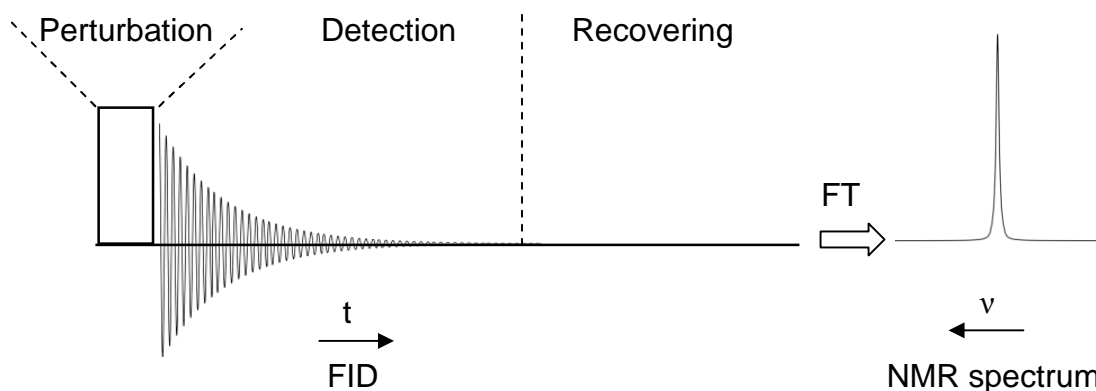 Perturbation Detection Recovering
FT
t
FID
ν
NMR spectrum